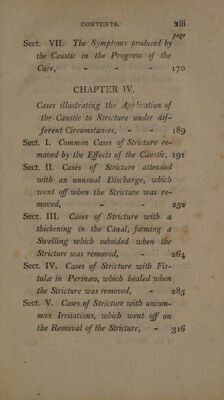 CONTENTS. xiii
page
Sect. VII. The Symptoms produced by
the Caustic in the Progress of the
Cure, - - - 170
CHAPTER IV.
Cases illustrating the Application of
the Caustic to Stricture under dif-
ferent Circumstances, - - 189
Sect. I. Common Cases of Stricture re-
moved by the Effects of the Caustic, 191
Sect. II. Cases of Stricture attended
with an unusual Discharge, which
went off when the Stricture was re-
moved, - - 252
Sect. III. Cases of Stricture with a
thickening in the Canal, forming a
Swelling which subsided when the
Stricture was removed, - 264
Sect. IV. Cases of Stricture with Fis-
tulæ in Perinæo, which healed when
the Stricture was removed, - 285
Sect. V. Cases of Stricture with uncom-
mon Irritations, which went off on
the Removal of the Stricture, - 316